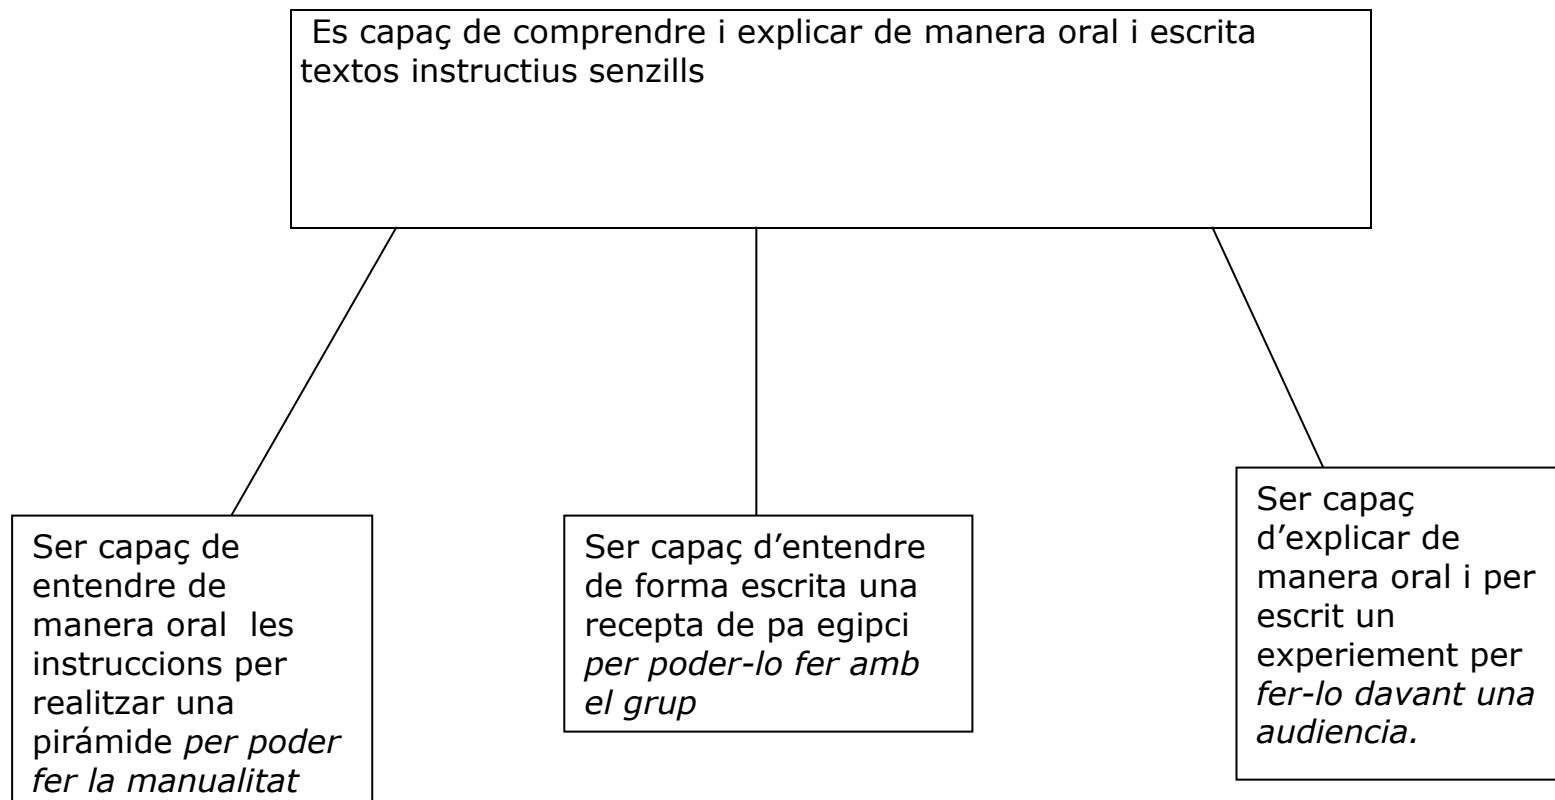 Es capaç de comprendre i explicar de manera oral i escrita
textos instructius senzills
Ser capaç de
entendre de
manera oral  les
instruccions per
realitzar una
pirámide per poder
fer la manualitat
Ser capaç d’entendre
de forma escrita una
recepta de pa egipci
per poder-lo fer amb
el grup
Ser capaç
d’explicar de
manera oral i per
escrit un
experiement per
fer-lo davant una
audiencia.